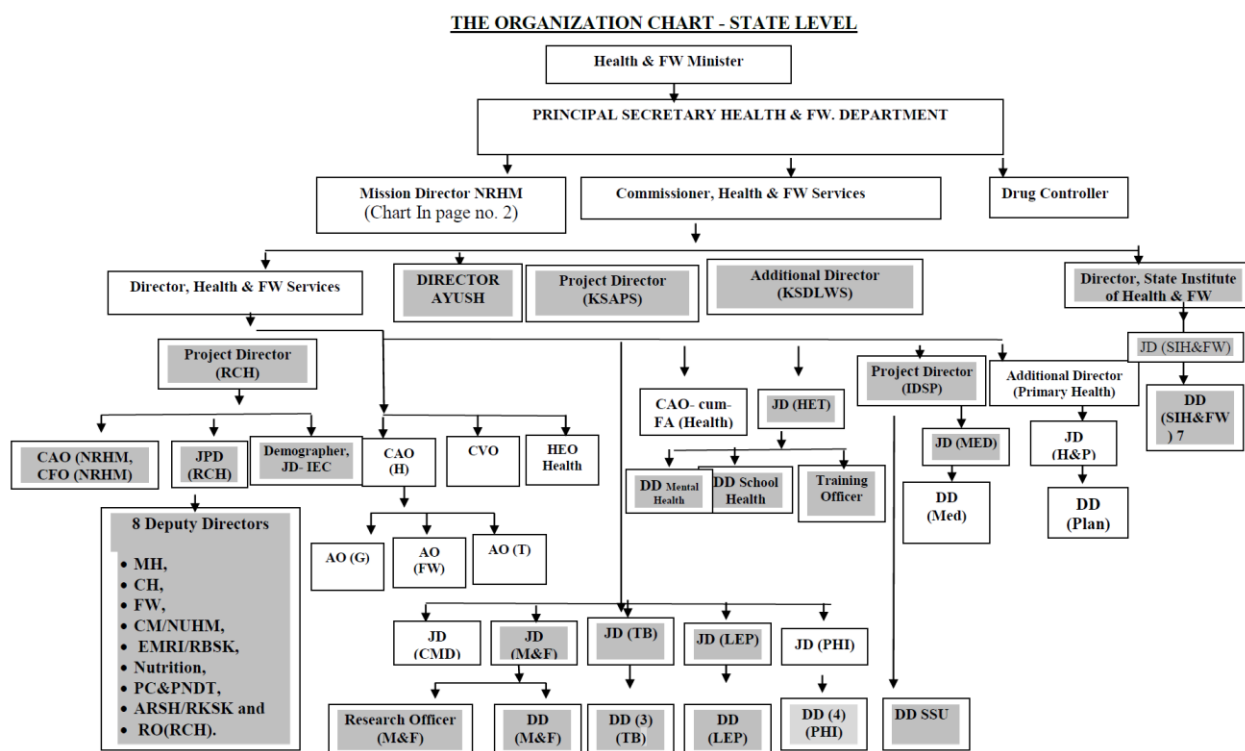 THE ORGANIZATION CHART - STATE LEVEL
Health & FW Minister
PRINCIPAL SECRETARY HEALTH & FW. DEPARTMENT
Mission Director NRHM
(Chart In page no. 2)
Commissioner, Health & FW Services
Drug Controller
Director, Health & FW Services
DIRECTOR
AYUSH
Project Director
(KSAPS)
Additional Director
(KSDLWS)
Director, State Institute
of Health & FW
Project Director
(RCH)
CAO- cum-
FA (Health)
JD (HET)
Project Director
(IDSP)
Additional Director
(Primary Health)
JD (SIH&FW)
DD
(SIH&FW
) 7
CAO (NRHM,
CFO (NRHM)
JPD
(RCH)
Demographer,
JD- IEC
CAO
(H)
CVO
HEO
Health
JD (MED)
JD
(H&P)
DD Mental
Health
DD School
Health
Training
Officer
DD
(Med)
DD
(Plan)
8 Deputy Directors
• MH,
• CH,
• FW,
• CM/NUHM,
• EMRI/RBSK,
• Nutrition,
• PC&PNDT,
• ARSH/RKSK and
• RO(RCH).
AO (G)
AO
(FW)
AO (T)
JD
(CMD)
JD
(M&F)
JD (TB)
JD (LEP)
JD (PHI)
Research Officer
(M&F)
DD
(M&F)
DD (3)
(TB)
DD
(LEP)
DD (4)
(PHI)
DD SSU